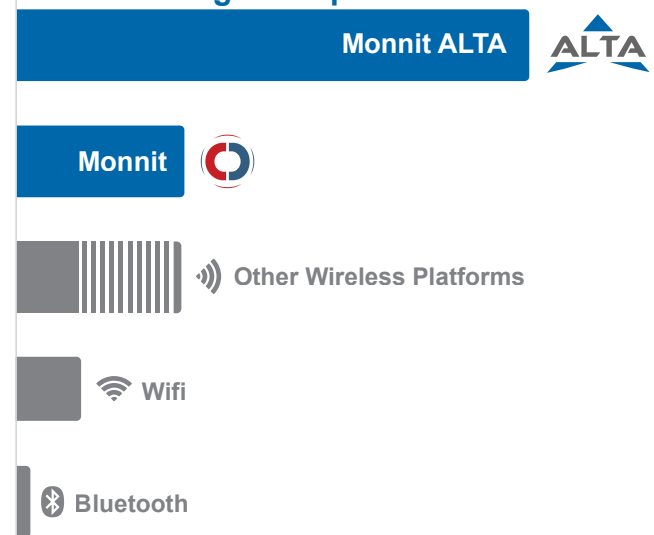 Monnit ALTA
ALTA
Monnit
Other Wireless Platforms
Wifi
Bluetooth